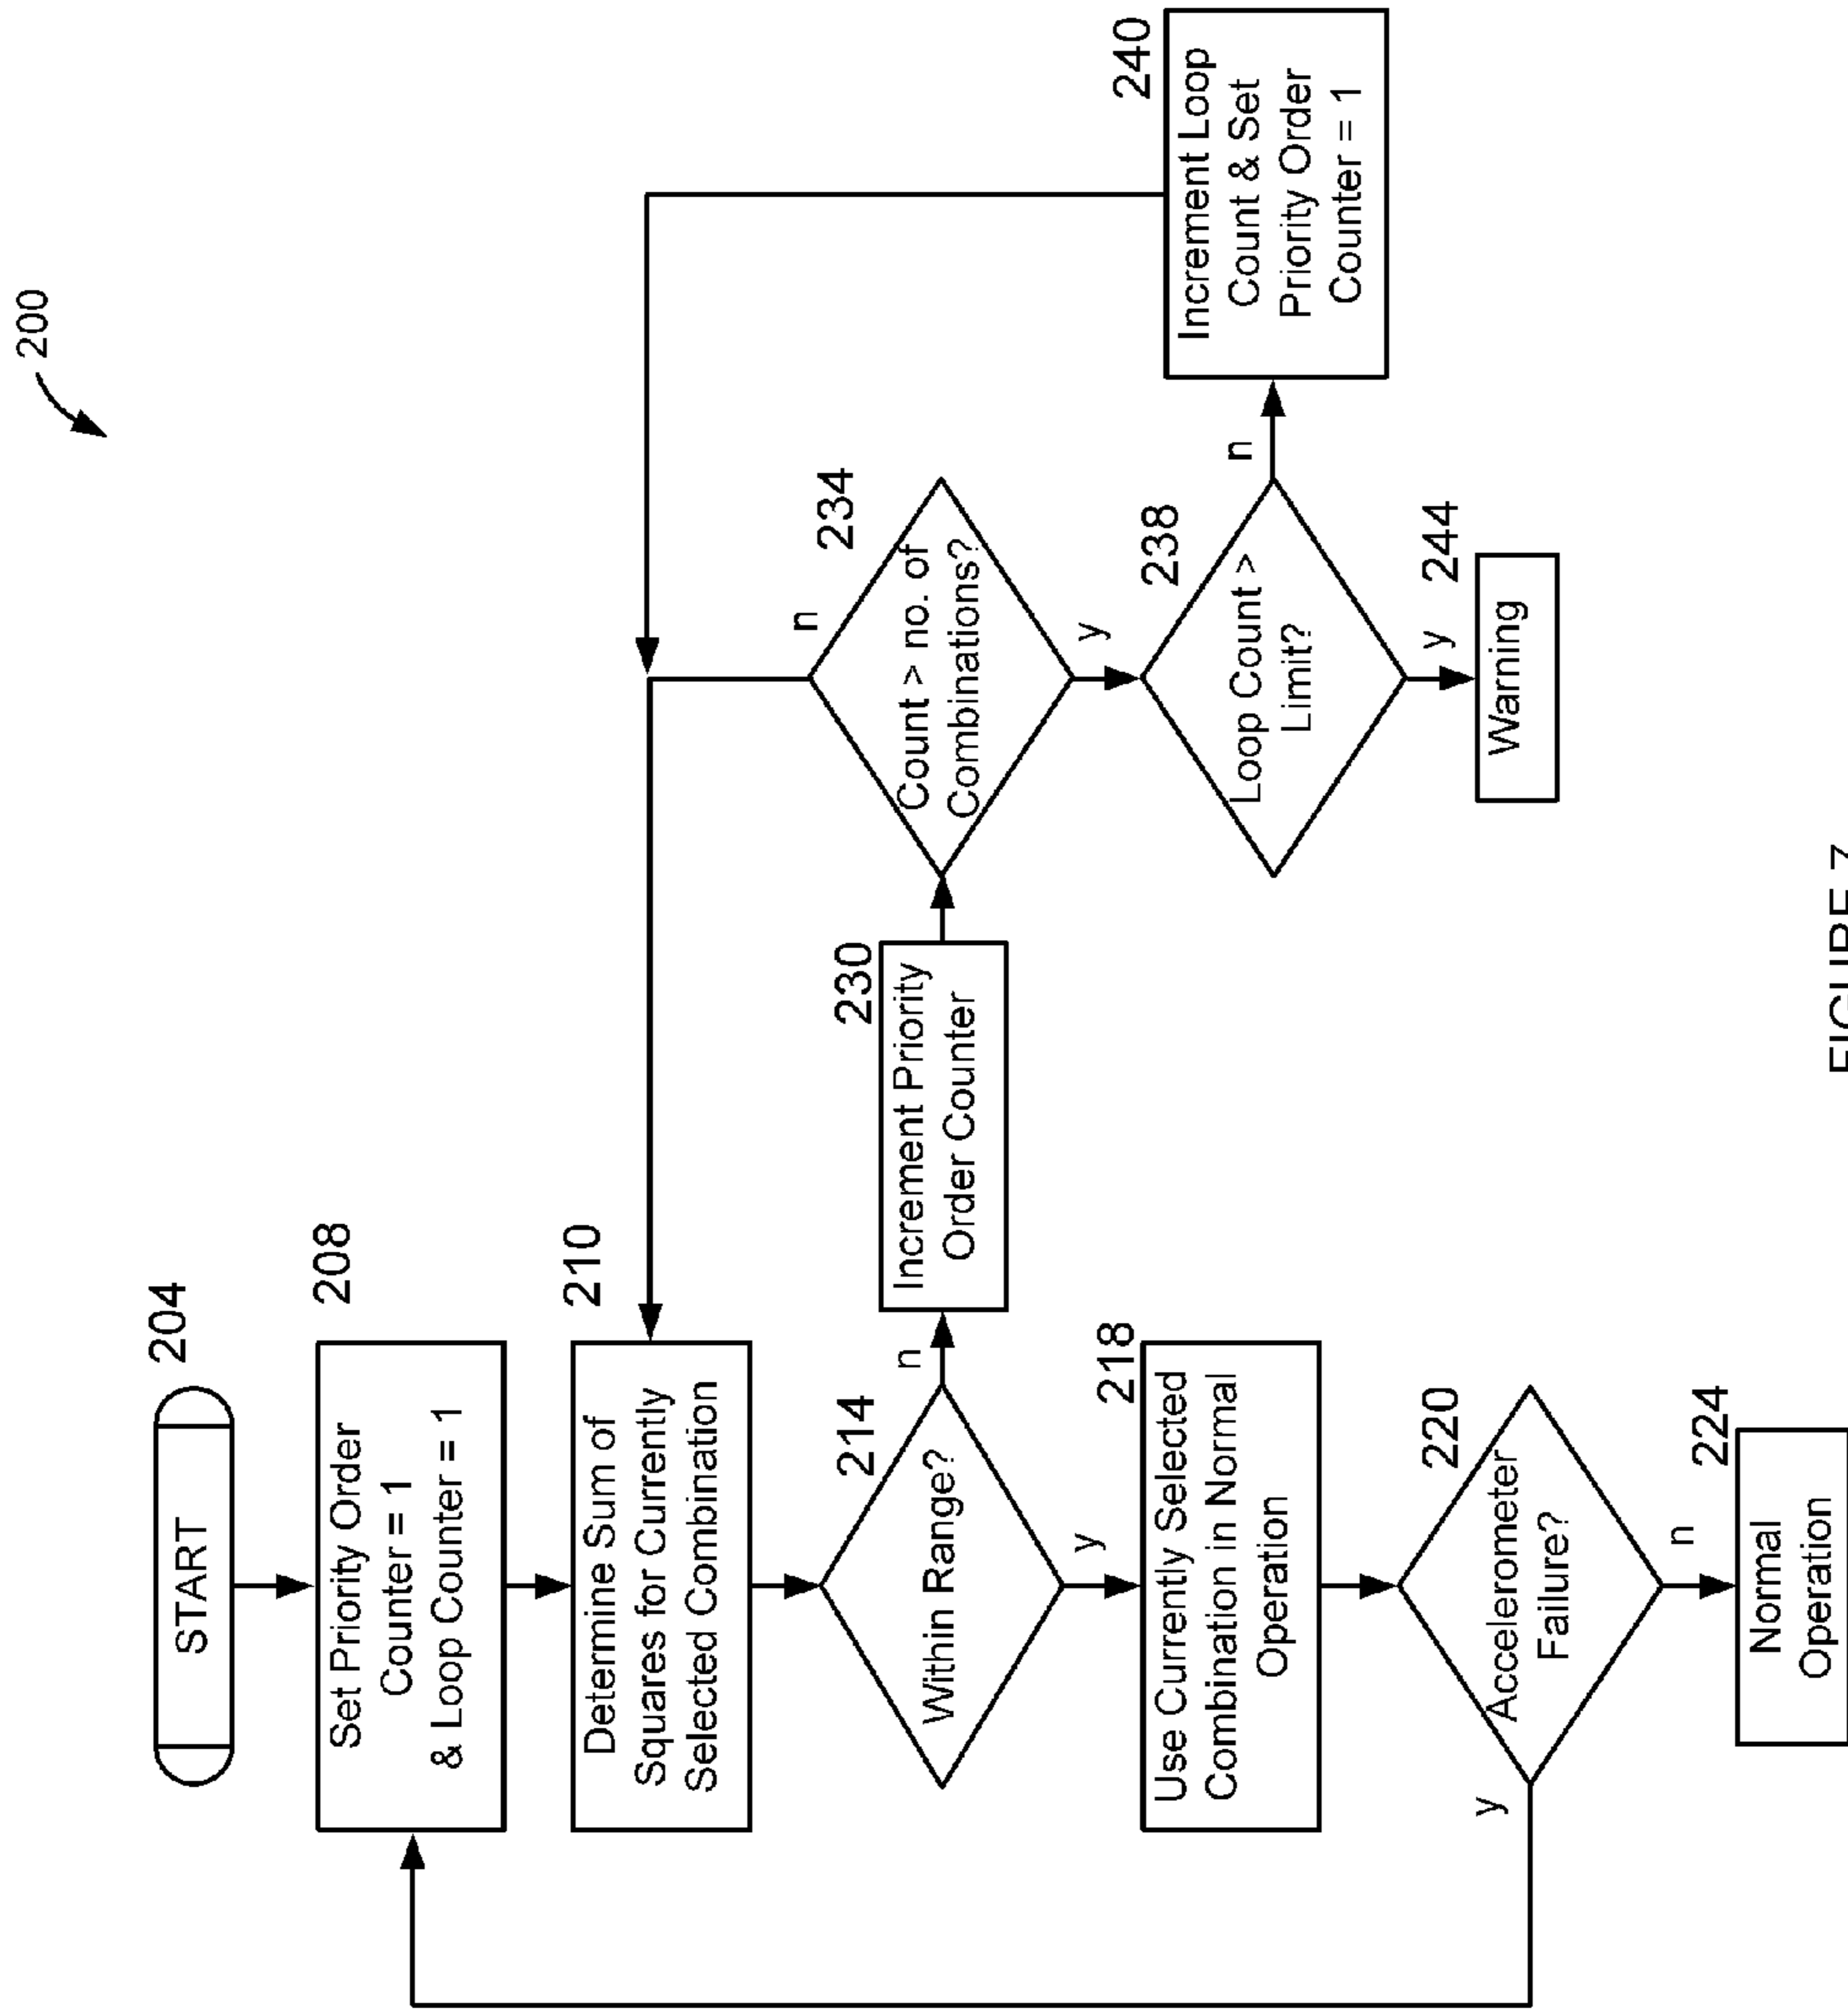 200
START
204
Set Priority Order
Counter = 1
& Loop Counter = 1
208
Determine Sum of
Squares for Currently
Selected Combination
210
Within Range?
214
y
n
Use Currently Selected
Combination in Normal
Operation
218
Accelerometer
Failure?
220
y
n
Normal
Operation
224
Increment Priority
Order Counter
230
Count > no. of
Combinations?
234
n
y
Loop Count >
Limit?
238
n
y
Increment Loop
Count & Set
Priority Order
Counter = 1
240
Warning
244
FIGURE 7